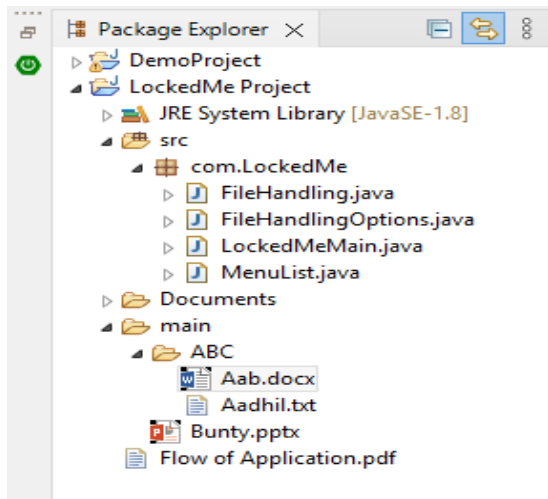 Package Explorer
DemoProject
LockedMe Project
JRE System Library [JavaSE-1.8]
src
com.LockedMe
FileHandling.java
FileHandlingOptions.java
LockedMeMain.java
MenuList.java
Documents
main
ABC
Aab.docx
Aadhil.txt
Bunty.pptx
Flow of Application.pdf